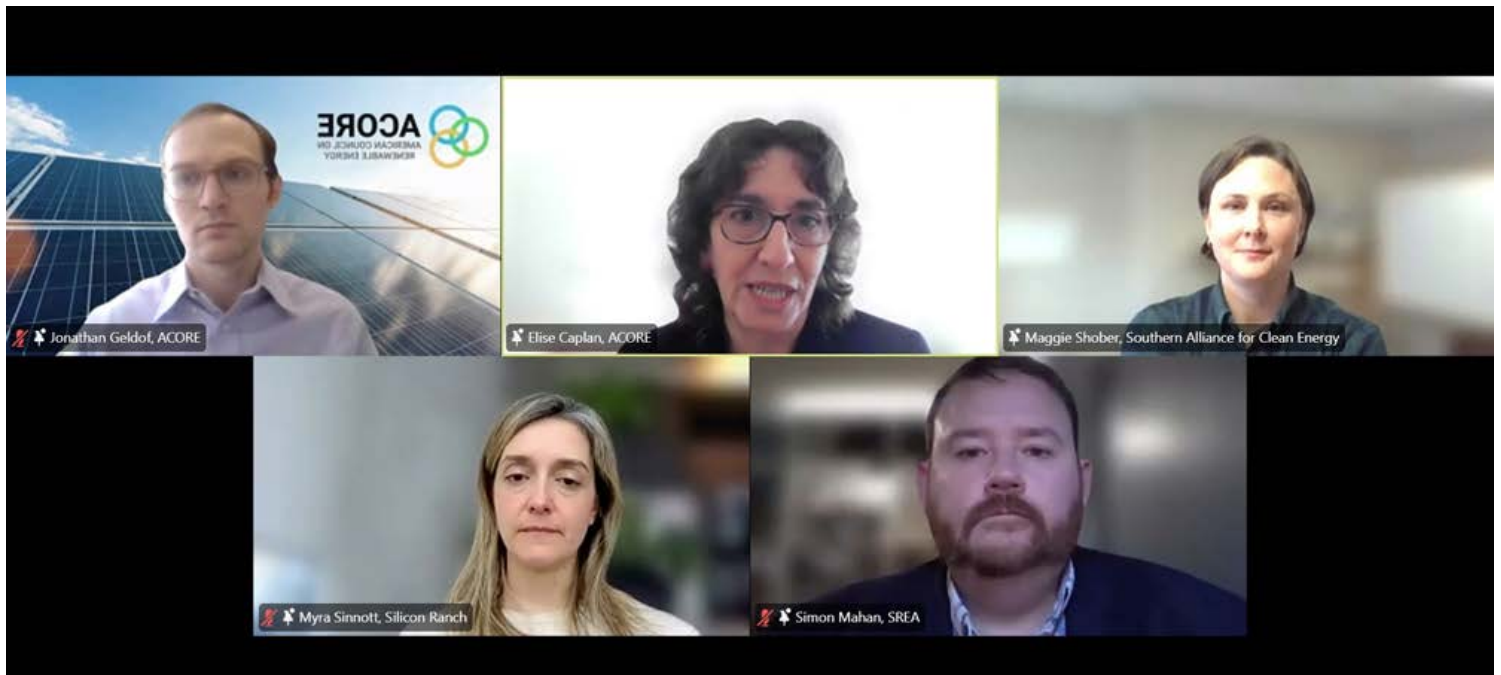 ACORE
AMERICAN COUNCIL ON
RENEWABLE ENERGY
Jonathan Geldof, ACORE
Elise Caplan, ACORE
Maggie Shober, Southern Alliance for Clean Energy
Myra Sinnott, Silicon Ranch
Simon Mahan, SREA